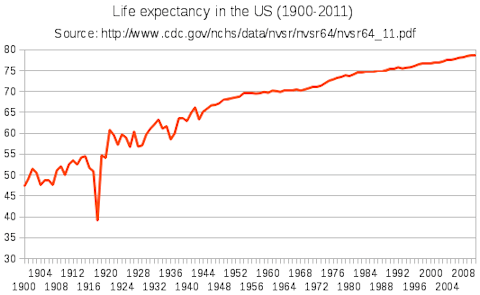 Life expectancy in the US (1900-2011)
Source: http://www.cdc.gov/nchs/data/nvsr/nvsr64/nvsr64_11.pdf
80
75
70
65
60
55
50
45
40
35
30
1904 1912 1920 1928 1936 1944 1952 1960 1968 1976 1984 1992 2000 2008
1900 1908 1916 1924 1932 1940 1948 1956 1964 1972 1980 1988 1996 2004